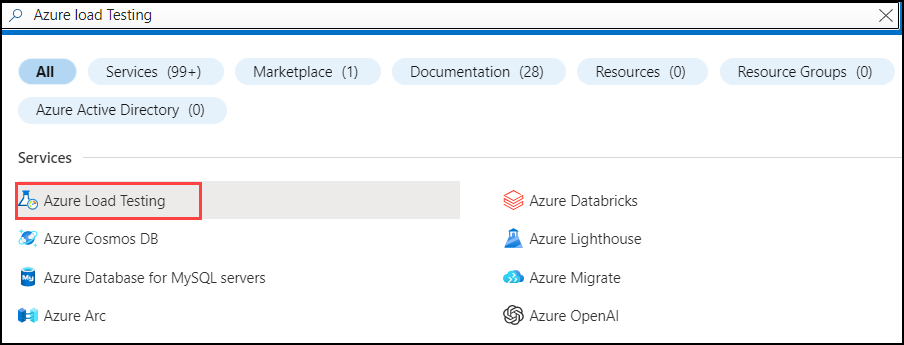 Azure load Testing
All Services (99+) Marketplace (1) Documentation (28) Resources (0) Resource Groups (0)
Azure Active Directory (0)
Services
Azure Load Testing Azure Databricks
Azure Cosmos DB Azure Lighthouse
My Azure Database for MySQL servers Azure Migrate
Azure Arc Azure OpenAI